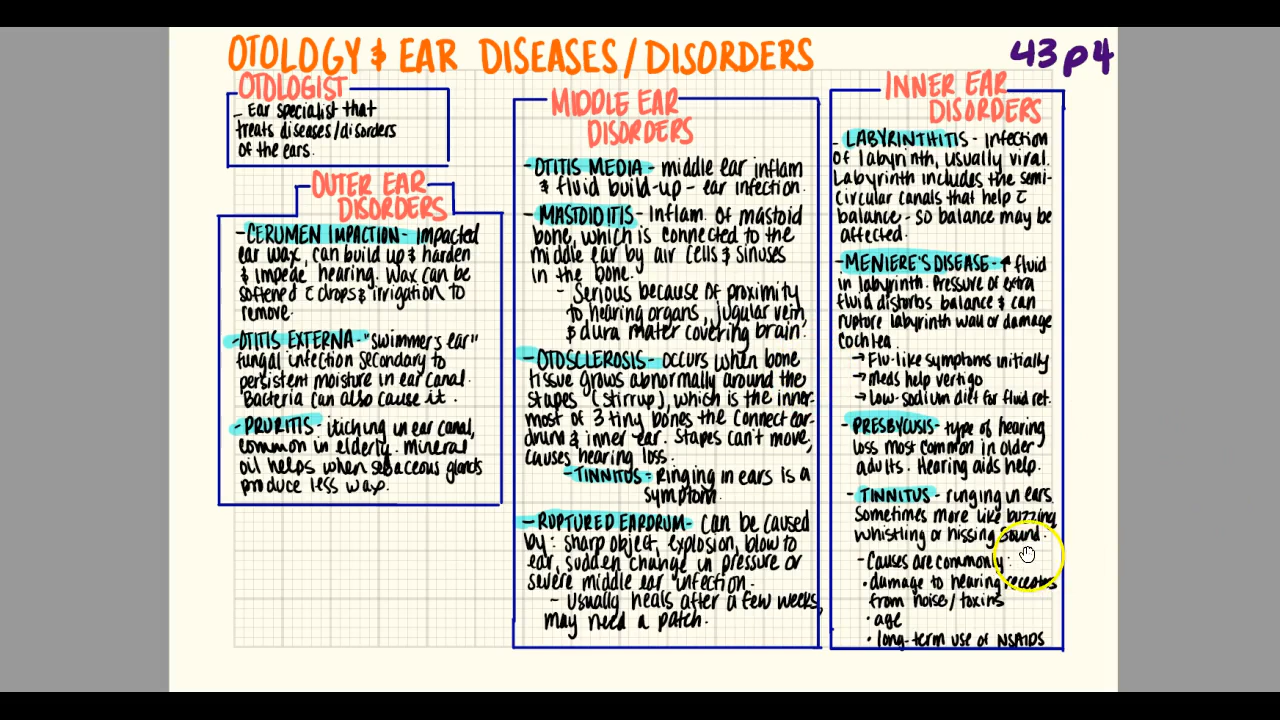 OTOLOGY & EAR DISEASES/DISORDERS
43 p 4
OTOLOGIST
- Ear specialist that
treats diseases/disorders
of the ears.
OUTER EAR
DISORDERS
- CERUMEN IMPACTION - Impacted
ear wax, can build up & harden
& impede hearing. Wax can be
softened c̄ drops & irrigation to
remove.
- OTITIS EXTERNA - "swimmers ear"
fungal infection secondary to
persistent moisture in ear canal.
Bacteria can also cause it.
- PRURITIS - itiching in ear canal,
common in elderly. mineral
oil helps when sebaceous glands
produce less wax.
MIDDLE EAR
DISORDERS
- OTITIS MEDIA - middle ear inflam
& fluid build-up - ear infection.
- MASTOIDITIS - Inflam. of mastoid
bone, which is connected to the
middle ear by air cells & sinuses
in the bone.
- Serious because of proximity
to hearing organs, jugular vein,
& dura mater covering brain.
- OTOSCLEROSIS - occurs when bone
tissue grows abnormally around the
stapes (stirrup), which is the inner-
most of 3 tiny bones the connect ear-
drum & inner ear. Stapes can't move,
causes hearing loss.
- TINNITUS - Ringing in ears is a
symptom.
- RUPTURED EARDRUM - can be caused
by: sharp object, explosion, blow to
ear, sudden change in pressure or
severe middle ear infection.
- Usually heals after a few weeks,
may need a patch.
INNER EAR
DISORDERS
- LABYRINTHITIS - infection
of labyrinth, usually viral.
Labyrinth includes the semi-
circular canals that help c̄
balance - so balance may be
affected.
- MENIERE'S DISEASE - ↑ fluid
in labyrinth. Pressure of extra
fluid distorbs balance & can
rupture labyrinth wall or damage
cochlea.
→ Flu-like symptoms initially
→ Meds help vertigo
→ Low-sodium diet for fluid ret.
- PRESBYCUSIS - type of hearing
loss most common in older
adults. Hearing aids help.
- TINNITUS - ringing in ears.
Sometimes more like buzzing,
whistling or hissing sound.
- Causes are commonly:
• damage to hearing
from noise/toxins
• age
• long-term use of NSAIDS